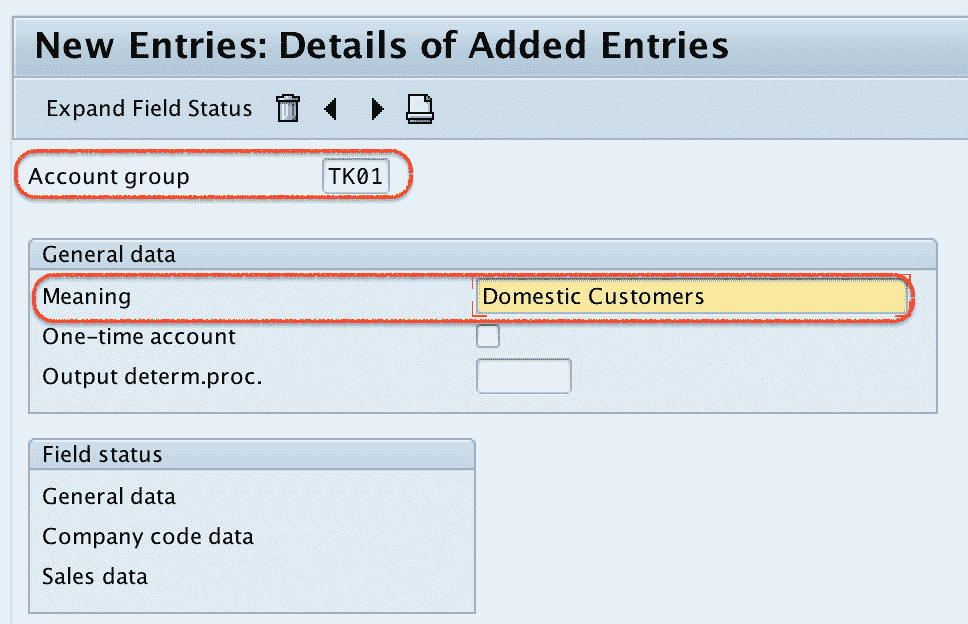 New Entries: Details of Added Entries
Expand Field Status
Account group TK01
General data
Meaning Domestic Customers
One-time account
Output determ.proc.
Field status
General data
Company code data
Sales data